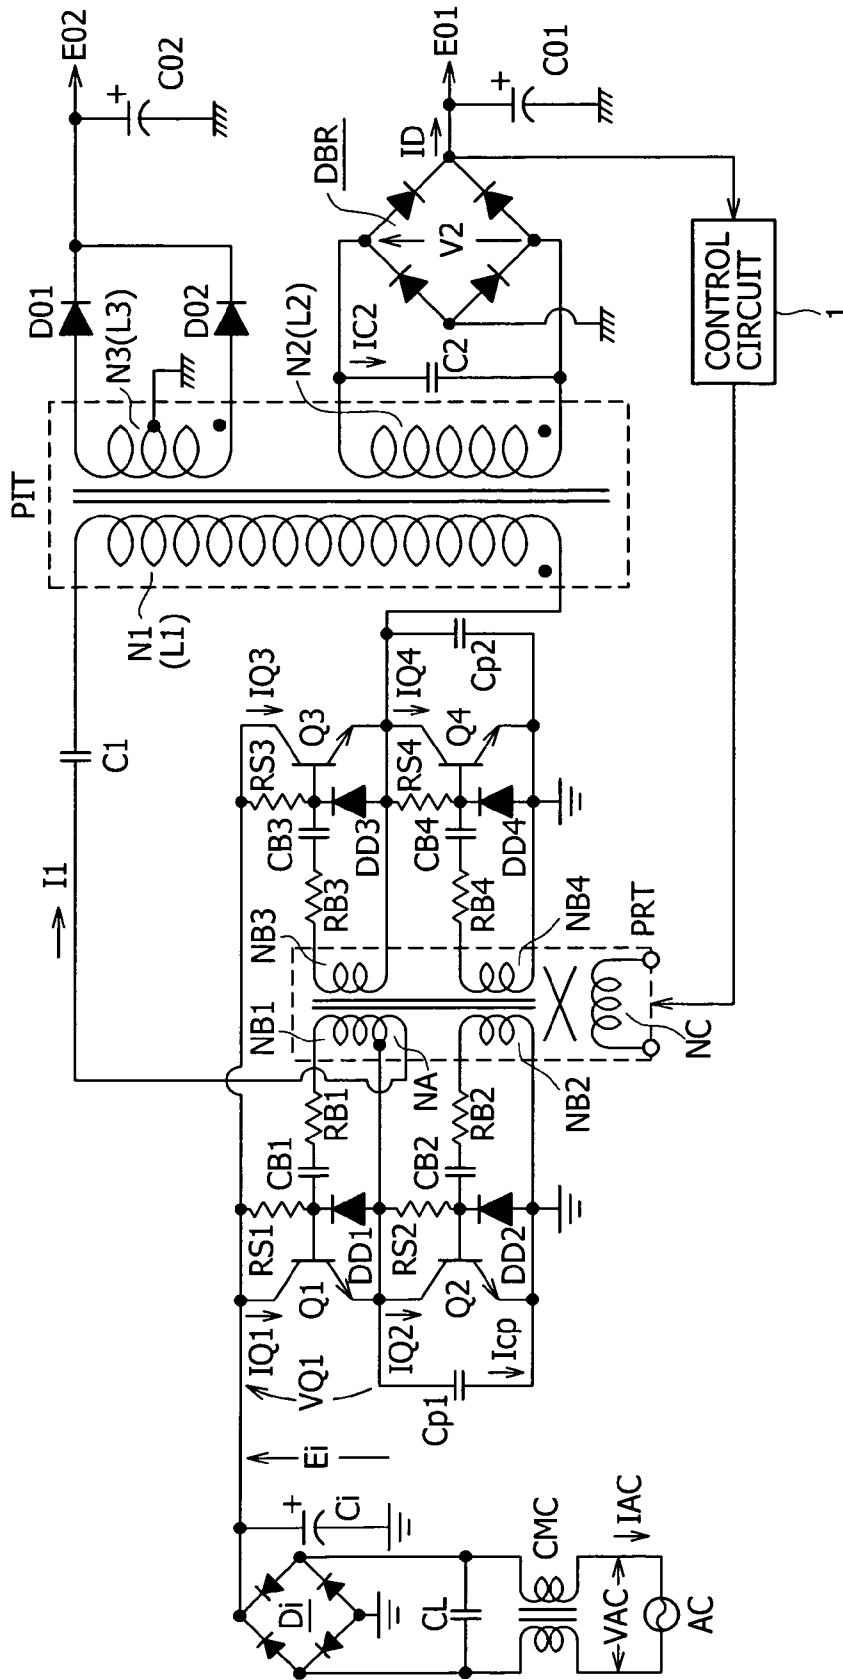 AC
VAC
IAC
CMC
CL
Di
+
Ci
Ei
VQ1
IQ1
Q1
RS1
CB1
RB1
DD1
IQ2
Q2
RS2
CB2
RB2
DD2
Cp1
Icp
NB1
NA
NB2
NB3
NB4
NC
PRT
I1
C1
RB3
CB3
RS3
DD3
Q3
IQ3
RB4
CB4
RS4
DD4
Q4
IQ4
Cp2
N1
(L1)
PIT
N3(L3)
N2(L2)
D01
D02
E02
+
C02
IC2
C2
V2
DBR
ID
E01
+
C01
CONTROL
CIRCUIT
1